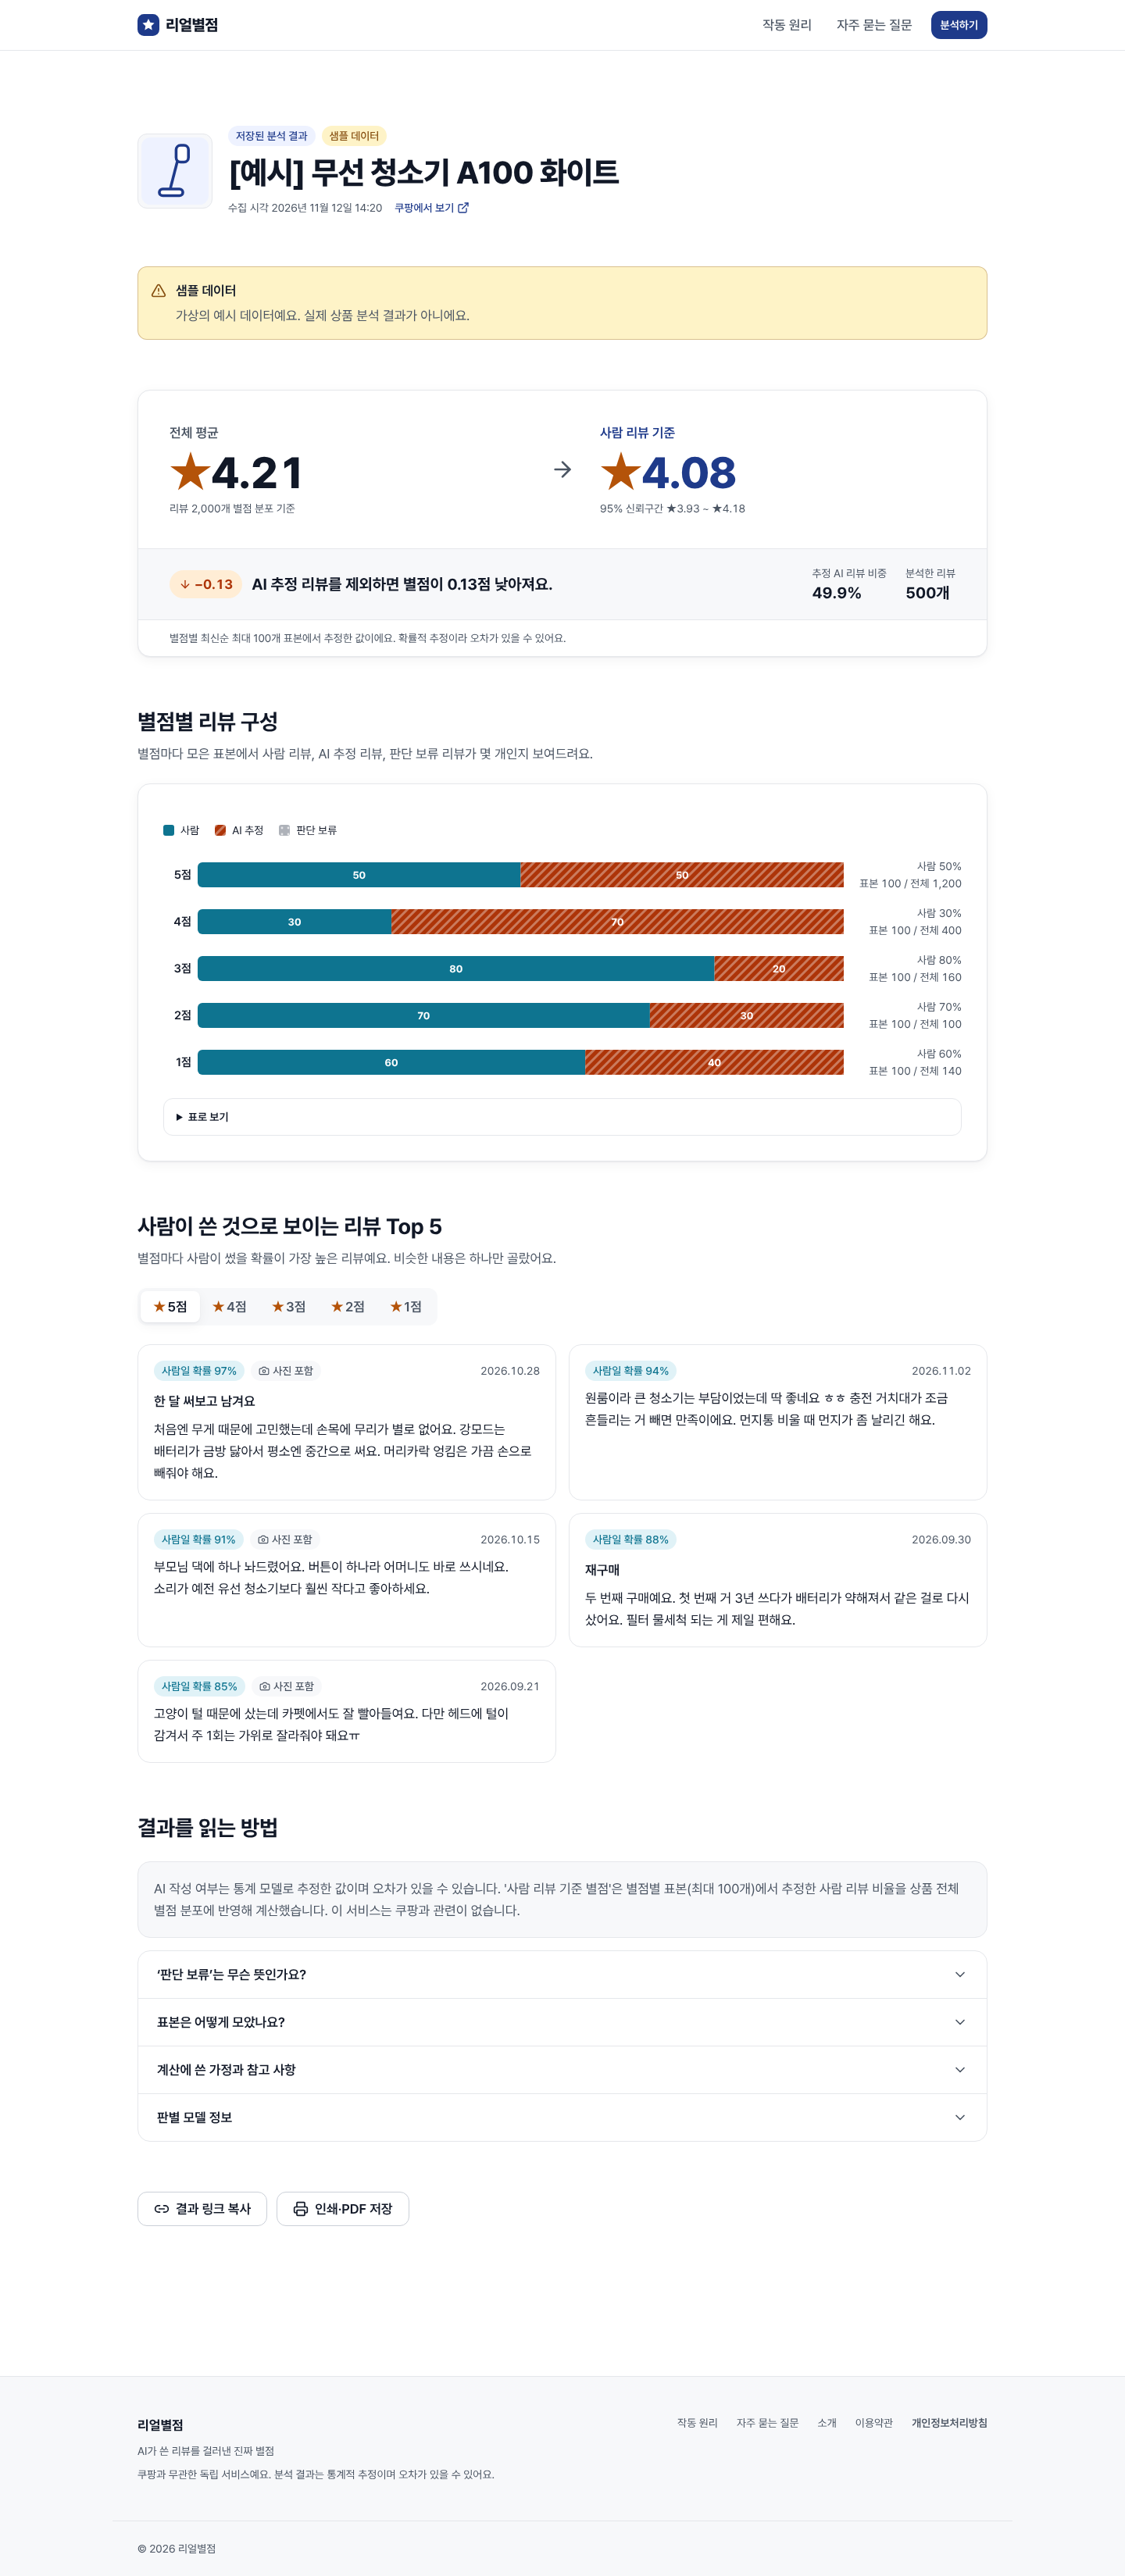 리얼별점
작동 원리
자주 묻는 질문
분석하기
저장된 분석 결과
샘플 데이터
[예시] 무선 청소기 A100 화이트
수집 시각 2026년 11월 12일 14:20
쿠팡에서 보기
샘플 데이터
가상의 예시 데이터예요. 실제 상품 분석 결과가 아니에요.
전체 평균
★4.21
리뷰 2,000개 별점 분포 기준
→
사람 리뷰 기준
★4.08
95% 신뢰구간 ★3.93 ~ ★4.18
↓ −0.13
AI 추정 리뷰를 제외하면 별점이 0.13점 낮아져요.
추정 AI 리뷰 비중
49.9%
분석한 리뷰
500개
별점별 최신순 최대 100개 표본에서 추정한 값이에요. 확률적 추정이라 오차가 있을 수 있어요.
별점별 리뷰 구성
별점마다 모은 표본에서 사람 리뷰, AI 추정 리뷰, 판단 보류 리뷰가 몇 개인지 보여드려요.
사람
AI 추정
판단 보류
5점
50
50
사람 50%
표본 100 / 전체 1,200
4점
30
70
사람 30%
표본 100 / 전체 400
3점
80
20
사람 80%
표본 100 / 전체 160
2점
70
30
사람 70%
표본 100 / 전체 100
1점
60
40
사람 60%
표본 100 / 전체 140
▶ 표로 보기
사람이 쓴 것으로 보이는 리뷰 Top 5
별점마다 사람이 썼을 확률이 가장 높은 리뷰예요. 비슷한 내용은 하나만 골랐어요.
★5점
★4점
★3점
★2점
★1점
사람일 확률 97%
사진 포함
2026.10.28
한 달 써보고 남겨요
처음엔 무게 때문에 고민했는데 손목에 무리가 별로 없어요. 강모드는
배터리가 금방 닳아서 평소엔 중간으로 써요. 머리카락 엉킴은 가끔 손으로
빼줘야 해요.
사람일 확률 94%
2026.11.02
원룸이라 큰 청소기는 부담이었는데 딱 좋네요 ㅎㅎ 충전 거치대가 조금
흔들리는 거 빼면 만족이에요. 먼지통 비울 때 먼지가 좀 날리긴 해요.
사람일 확률 91%
사진 포함
2026.10.15
부모님 댁에 하나 놔드렸어요. 버튼이 하나라 어머니도 바로 쓰시네요.
소리가 예전 유선 청소기보다 훨씬 작다고 좋아하세요.
사람일 확률 88%
2026.09.30
재구매
두 번째 구매예요. 첫 번째 거 3년 쓰다가 배터리가 약해져서 같은 걸로 다시
샀어요. 필터 물세척 되는 게 제일 편해요.
사람일 확률 85%
사진 포함
2026.09.21
고양이 털 때문에 샀는데 카펫에서도 잘 빨아들여요. 다만 헤드에 털이
감겨서 주 1회는 가위로 잘라줘야 돼요ㅠ
결과를 읽는 방법
AI 작성 여부는 통계 모델로 추정한 값이며 오차가 있을 수 있습니다. '사람 리뷰 기준 별점'은 별점별 표본(최대 100개)에서 추정한 사람 리뷰 비율을 상품 전체
별점 분포에 반영해 계산했습니다. 이 서비스는 쿠팡과 관련이 없습니다.
‘판단 보류’는 무슨 뜻인가요?
표본은 어떻게 모았나요?
계산에 쓴 가정과 참고 사항
판별 모델 정보
결과 링크 복사
인쇄·PDF 저장
리얼별점
작동 원리
자주 묻는 질문
소개
이용약관
개인정보처리방침
AI가 쓴 리뷰를 걸러낸 진짜 별점
쿠팡과 무관한 독립 서비스예요. 분석 결과는 통계적 추정이며 오차가 있을 수 있어요.
© 2026 리얼별점